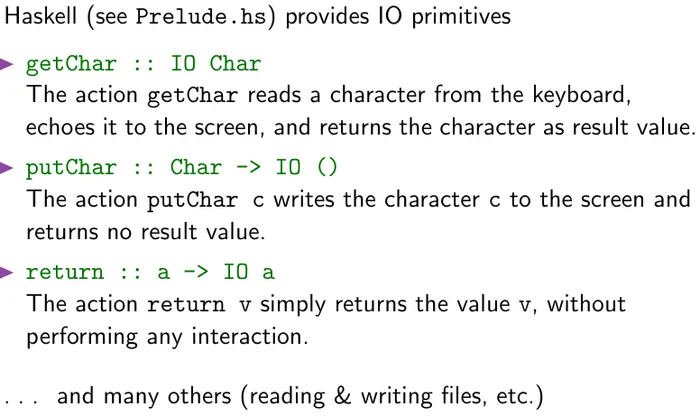 Haskell (see Prelude.hs) provides IO primitives
▶ getChar :: IO Char
The action getChar reads a character from the keyboard,
echoes it to the screen, and returns the character as result value.
▶ putChar :: Char -> IO ()
The action putChar c writes the character c to the screen and
returns no result value.
▶ return :: a -> IO a
The action return v simply returns the value v, without
performing any interaction.
. . . and many others (reading & writing files, etc.)